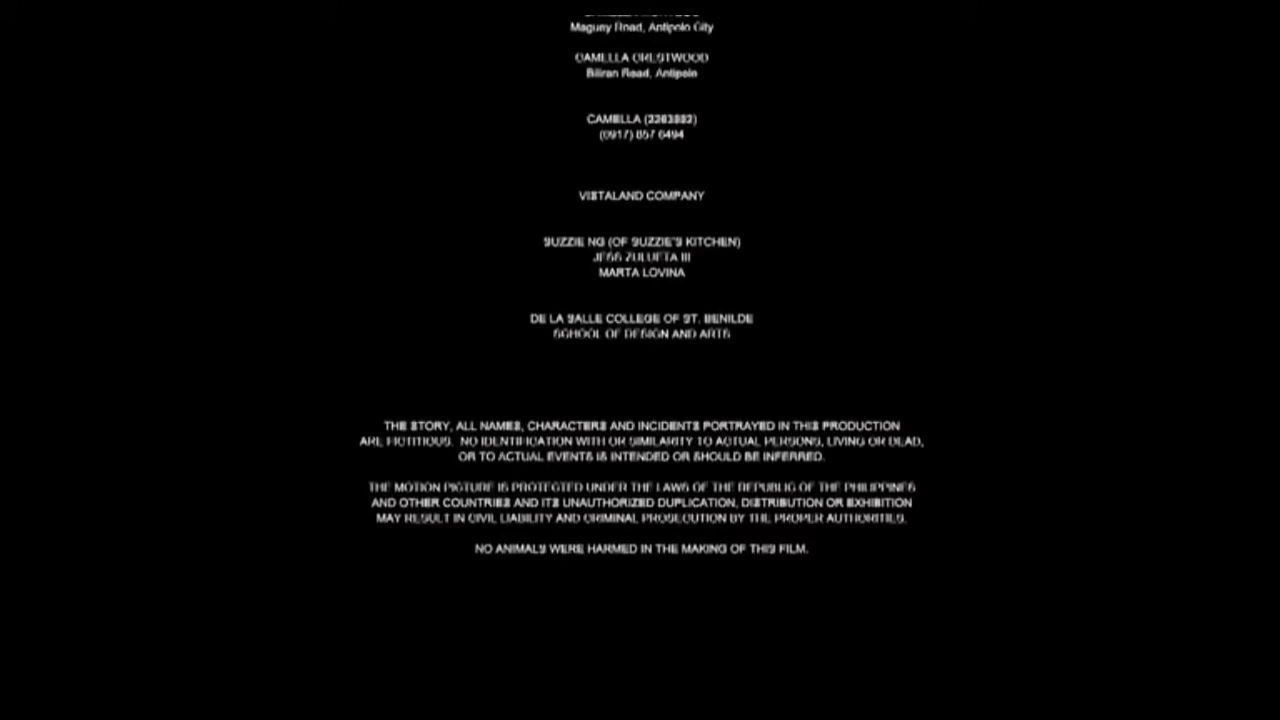 Maguey Road, Antipolo City
CAMELLA CRESTWOOD
Biliran Road, Antipolo
CAMELLA (2263552)
(0917) 857 6494
VISTALAND COMPANY
SUZZIE NG (OF SUZZIE'S KITCHEN)
JESS ZULUETA III
MARTA LOVINA
DE LA SALLE COLLEGE OF ST. BENILDE
SCHOOL OF DESIGN AND ARTS
THE STORY, ALL NAMES, CHARACTERS AND INCIDENTS PORTRAYED IN THIS PRODUCTION
ARE FICTITIOUS. NO IDENTIFICATION WITH OR SIMILARITY TO ACTUAL PERSONS, LIVING OR DEAD,
OR TO ACTUAL EVENTS IS INTENDED OR SHOULD BE INFERRED.
THE MOTION PICTURE IS PROTECTED UNDER THE LAWS OF THE REPUBLIC OF THE PHILIPPINES
AND OTHER COUNTRIES AND ITS UNAUTHORIZED DUPLICATION, DISTRIBUTION OR EXHIBITION
MAY RESULT IN CIVIL LIABILITY AND CRIMINAL PROSECUTION BY THE PROPER AUTHORITIES.
NO ANIMALS WERE HARMED IN THE MAKING OF THIS FILM.